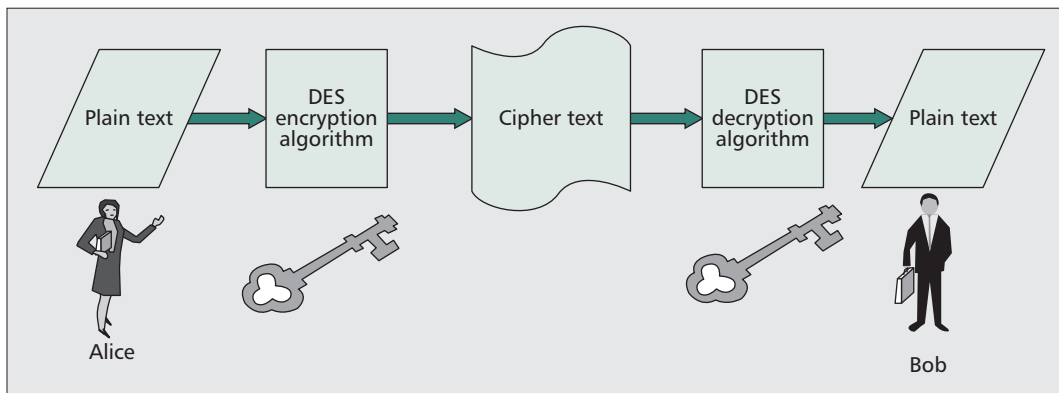 Plain text
DES
encryption
algorithm
Cipher text
DES
decryption
algorithm
Plain text
Alice
Bob